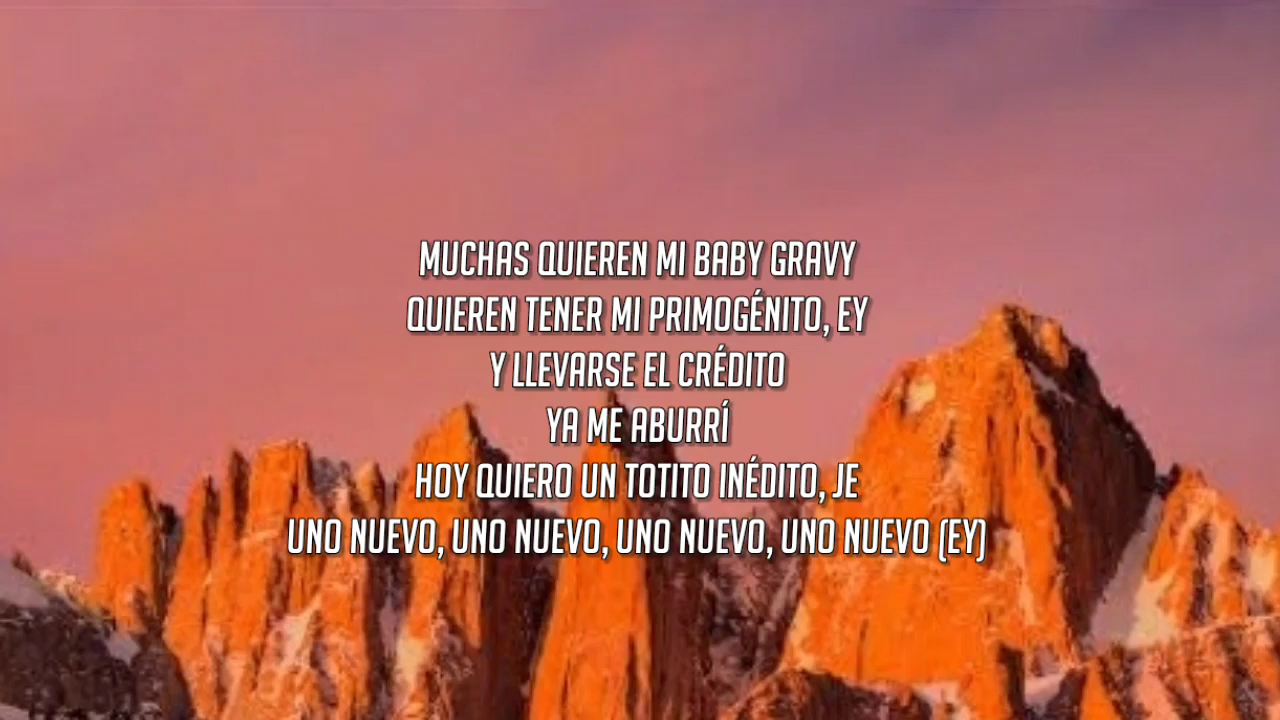 MUCHAS QUIEREN MI BABY GRAVY
QUIEREN TENER MI PRIMOGÉNITO, EY
Y LLEVARSE EL CRÉDITO
YA ME ABURRÍ
HOY QUIERO UN TOTITO INÉDITO, JE
UNO NUEVO, UNO NUEVO, UNO NUEVO, UNO NUEVO (EY)